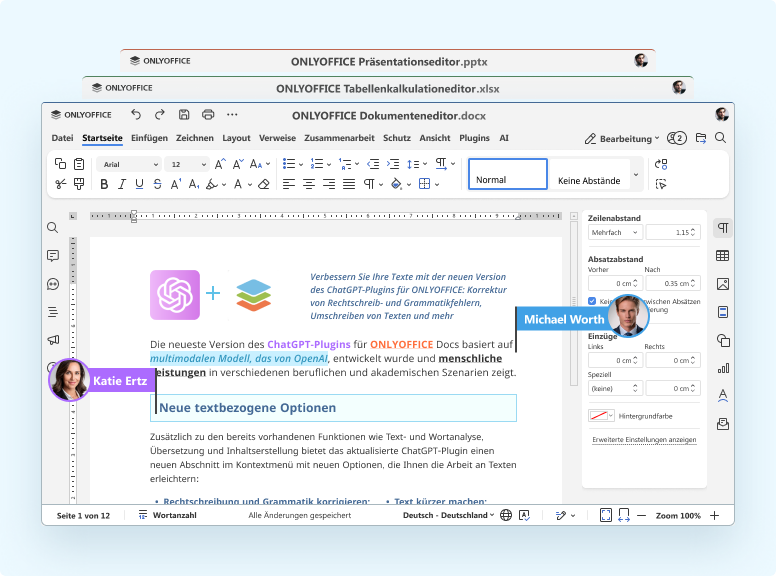 ONLYOFFICE
ONLYOFFICE Präsentationseditor.pptx
ONLYOFFICE
ONLYOFFICE Tabellenkalkulationeditor.xlsx
ONLYOFFICE
ONLYOFFICE Dokumenteneditor.docx
Datei Startseite Einfügen Zeichnen Layout Verweise Zusammenarbeit Schutz Ansicht Plugins AI
Bearbeitung 2
Arial 12
Normal
Keine Abstände
Verbessern Sie Ihre Texte mit der neuen Version
des ChatGPT-Plugins für ONLYOFFICE: Korrektur
von Rechtschreib- und Grammatikfehlern,
Umschreiben von Texten und mehr
Michael Worth
Die neueste Version des ChatGPT-Plugins für ONLYOFFICE Docs basiert auf
multimodalen Modell, das von OpenAI, entwickelt wurde und menschliche
Leistungen in verschiedenen beruflichen und akademischen Szenarien zeigt.
Katie Ertz
Neue textbezogene Optionen
Zusätzlich zu den bereits vorhandenen Funktionen wie Text- und Wortanalyse,
Übersetzung und Inhaltserstellung bietet das aktualisierte ChatGPT-Plugin einen
neuen Abschnitt im Kontextmenü mit neuen Optionen, die Ihnen die Arbeit an Texten
erleichtern:
• Rechtschreibung und Grammatik korrigieren:
• Text kürzer machen:
Zeilenabstand
Mehrfach 1.15
Absatzabstand
Vorher Nach
0 cm 0.35 cm
zwischen Absätzen
Einzüge
Links Rechts
0 cm 0 cm
Speziell
(keine) 0 cm
Hintergrundfarbe
Erweiterte Einstellungen anzeigen
Seite 1 von 12 Wortanzahl Alle Änderungen gespeichert Deutsch - Deutschland Zoom 100%